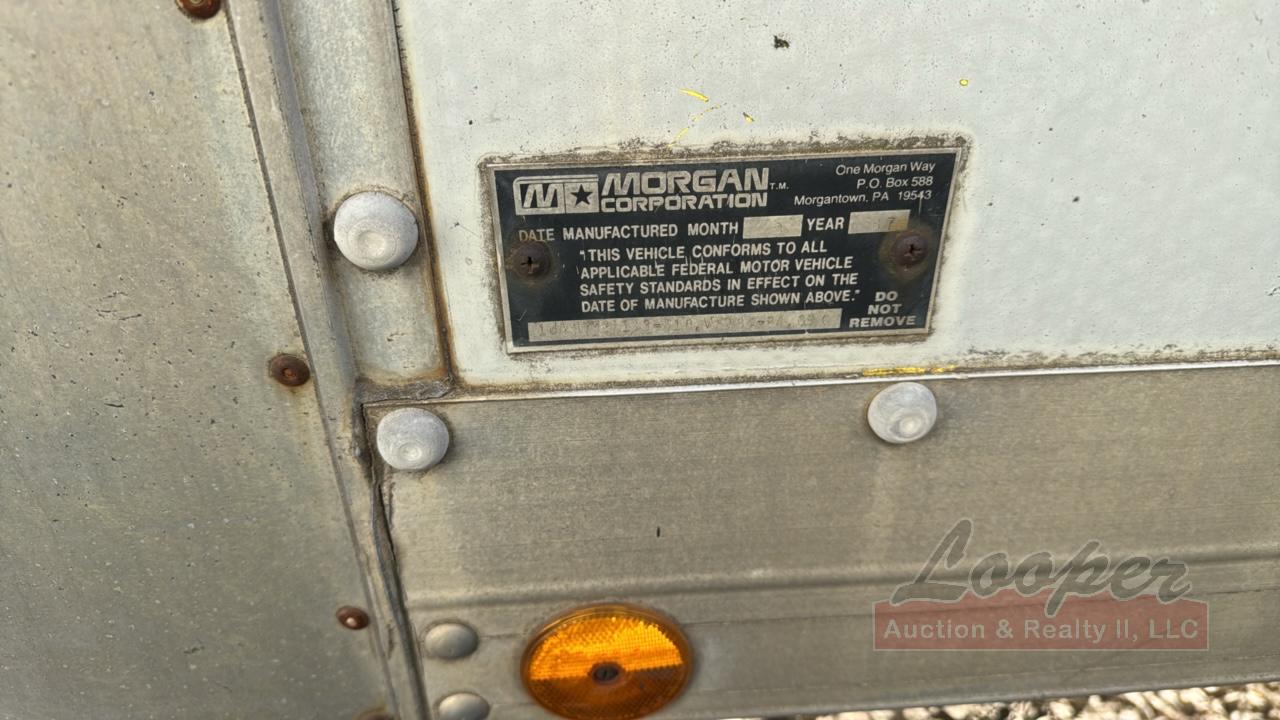 MORGAN T.M.
CORPORATION
One Morgan Way
P.O. Box 588
Morgantown, PA 19543
DATE MANUFACTURED MONTH YEAR 7
"THIS VEHICLE CONFORMS TO ALL
APPLICABLE FEDERAL MOTOR VEHICLE
SAFETY STANDARDS IN EFFECT ON THE
DATE OF MANUFACTURE SHOWN ABOVE."
DO
NOT
REMOVE
Looper
Auction & Realty II, LLC